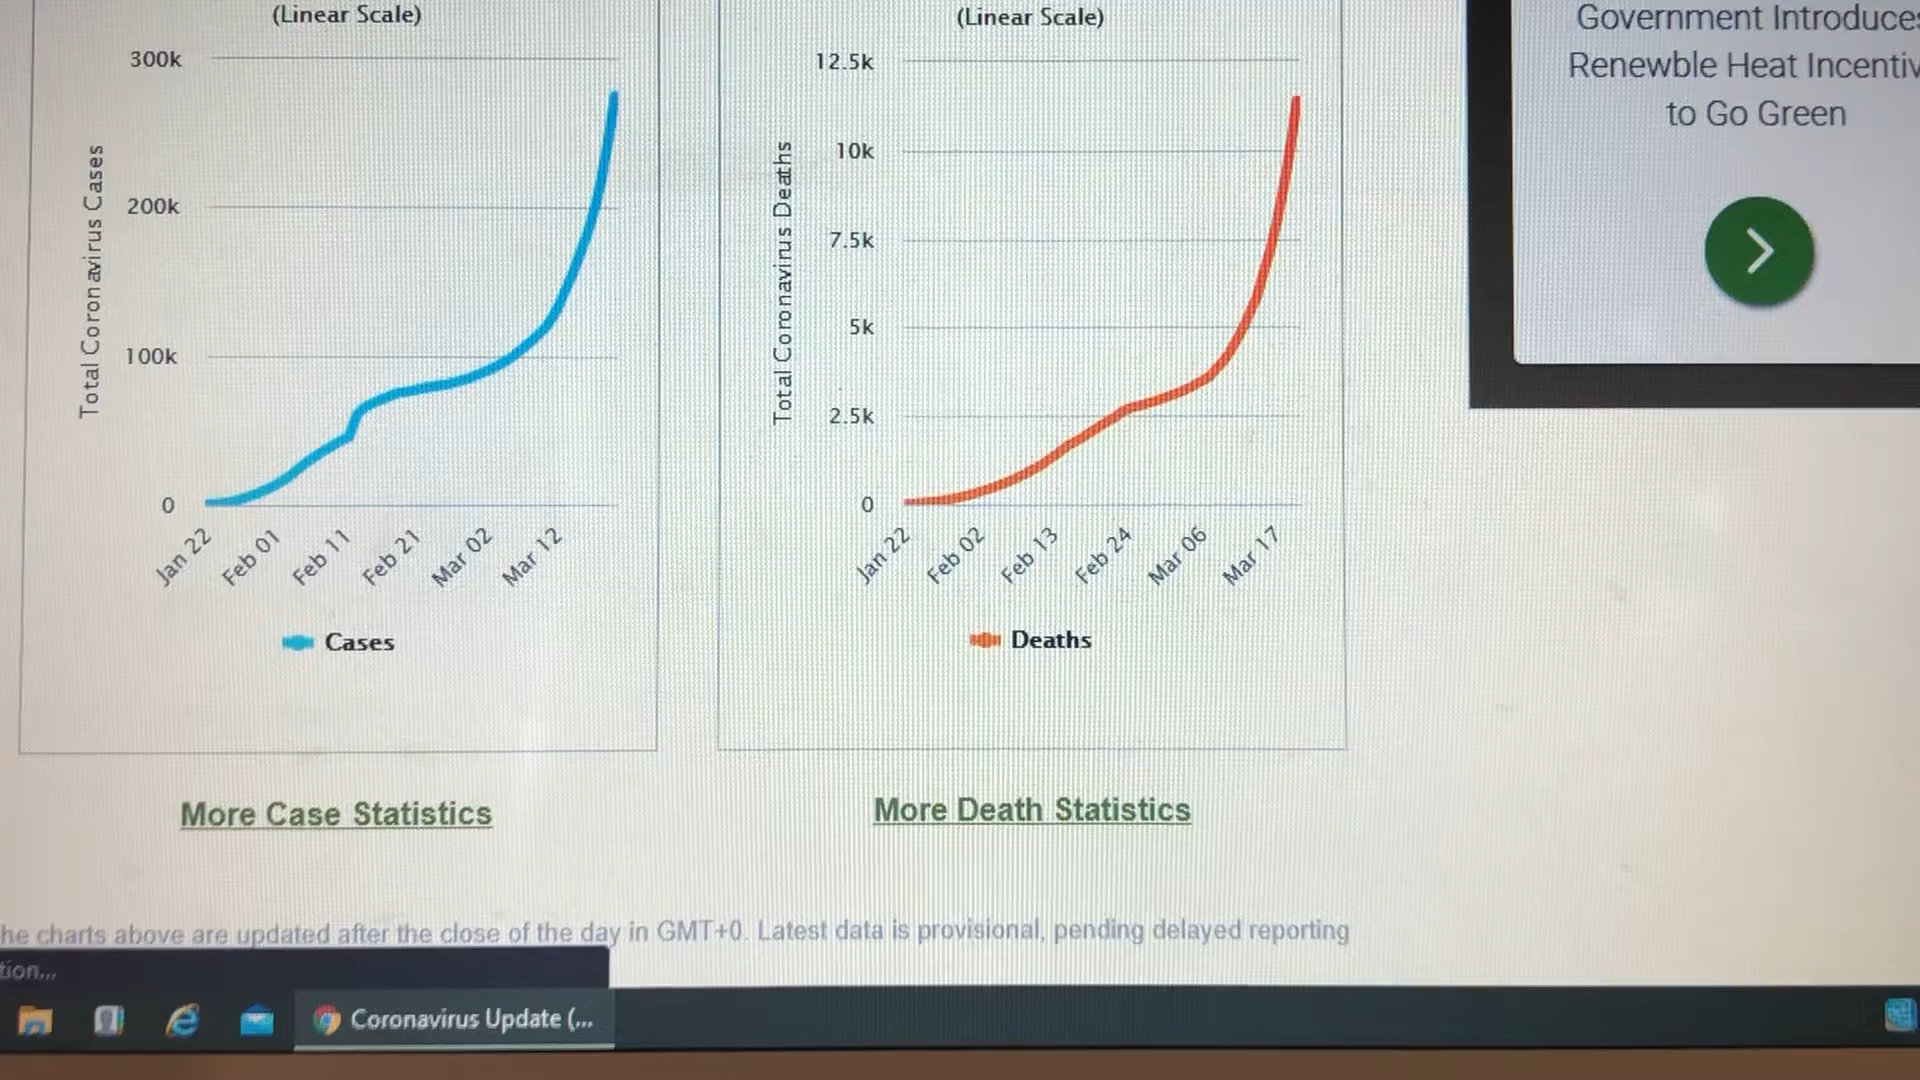 (Linear Scale)
300k
200k
100k
0
Total Coronavirus Cases
Jan 22
Feb 01
Feb 11
Feb 21
Mar 02
Mar 12
Cases
More Case Statistics
(Linear Scale)
12.5k
10k
7.5k
5k
2.5k
0
Total Coronavirus Deaths
Jan 22
Feb 02
Feb 13
Feb 24
Mar 06
Mar 17
Deaths
More Death Statistics
Government Introduces
Renewble Heat Incentiv
to Go Green
he charts above are updated after the close of the day in GMT+0. Latest data is provisional, pending delayed reporting
tion...
Coronavirus Update (...